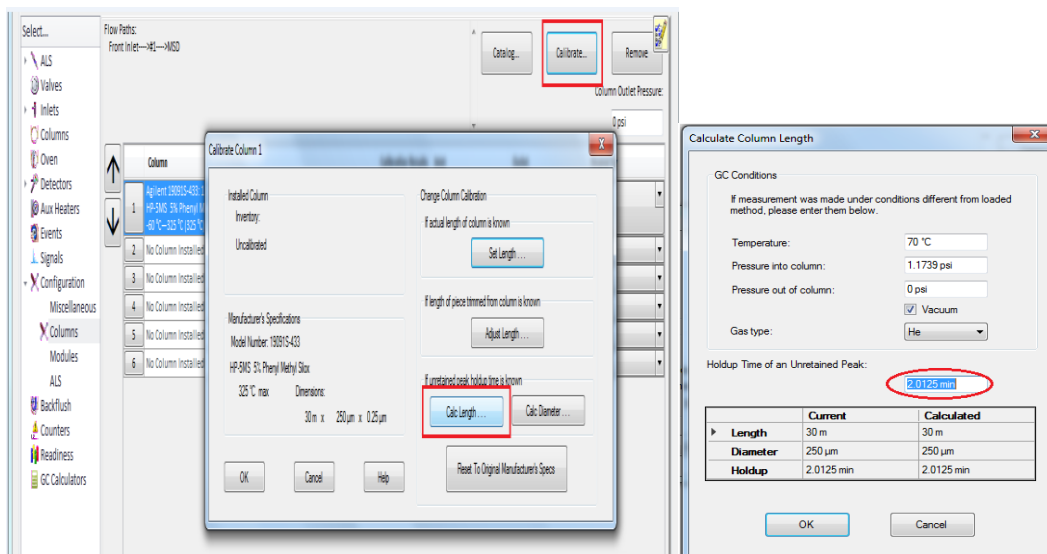 Select...
ALS
Valves
Inlets
Columns
Oven
Detectors
Aux Heaters
Events
Signals
Configuration
Miscellaneous
Columns
Modules
ALS
Backflush
Counters
Readiness
GC Calculators
Flow Paths:
Front Inlet--->#1--->MSD
Catalog...
Calibrate...
Remove
Column Outlet Pressure:
0 psi
Column
1
Agilent 19091S-433:
HP-5MS 5% Phenyl M
-60 °C—325 °C (325 °C
2 No Column Installed
3 No Column Installed
4 No Column Installed
5 No Column Installed
6 No Column Installed
Calibrate Column 1
X
Installed Column
Inventory:
Uncalibrated
Manufacturer's Specifications
Model Number: 19091S-433
HP-5MS 5% Phenyl Methyl Silox
325 °C max Dimensions:
30 m x 250 µm x 0.25µm
OK
Cancel
Help
Change Column Calibration
If actual length of column is known
Set Length . . .
If length of piece trimmed from column is known
Adjust Length . . .
If unretained peak holdup time is known
Calc Length . . .
Calc Diameter . . .
Reset To Original Manufacturer's Specs
Calculate Column Length
X
GC Conditions
If measurement was made under conditions different from loaded
method, please enter them below.
Temperature: 70 °C
Pressure into column: 1.1739 psi
Pressure out of column: 0 psi
Vacuum
Gas type: He
Holdup Time of an Unretained Peak:
2.0125 min
Current Calculated
Length 30 m 30 m
Diameter 250 µm 250 µm
Holdup 2.0125 min 2.0125 min
OK
Cancel